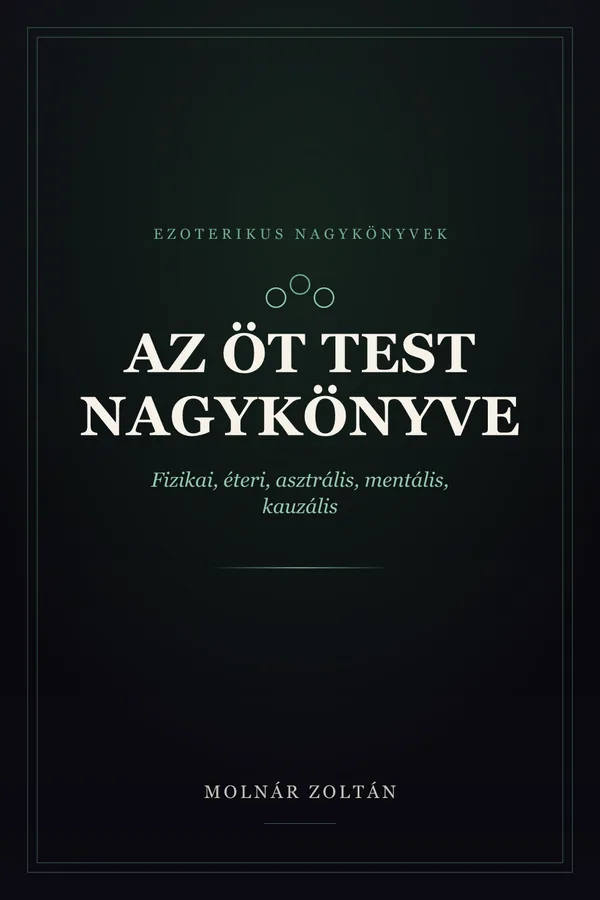 EZOTERIKUS NAGYKÖNYVEK
AZ ÖT TEST
NAGYKÖNYVE
Fizikai, éteri, asztrális, mentális,
kauzális
MOLNÁR ZOLTÁN